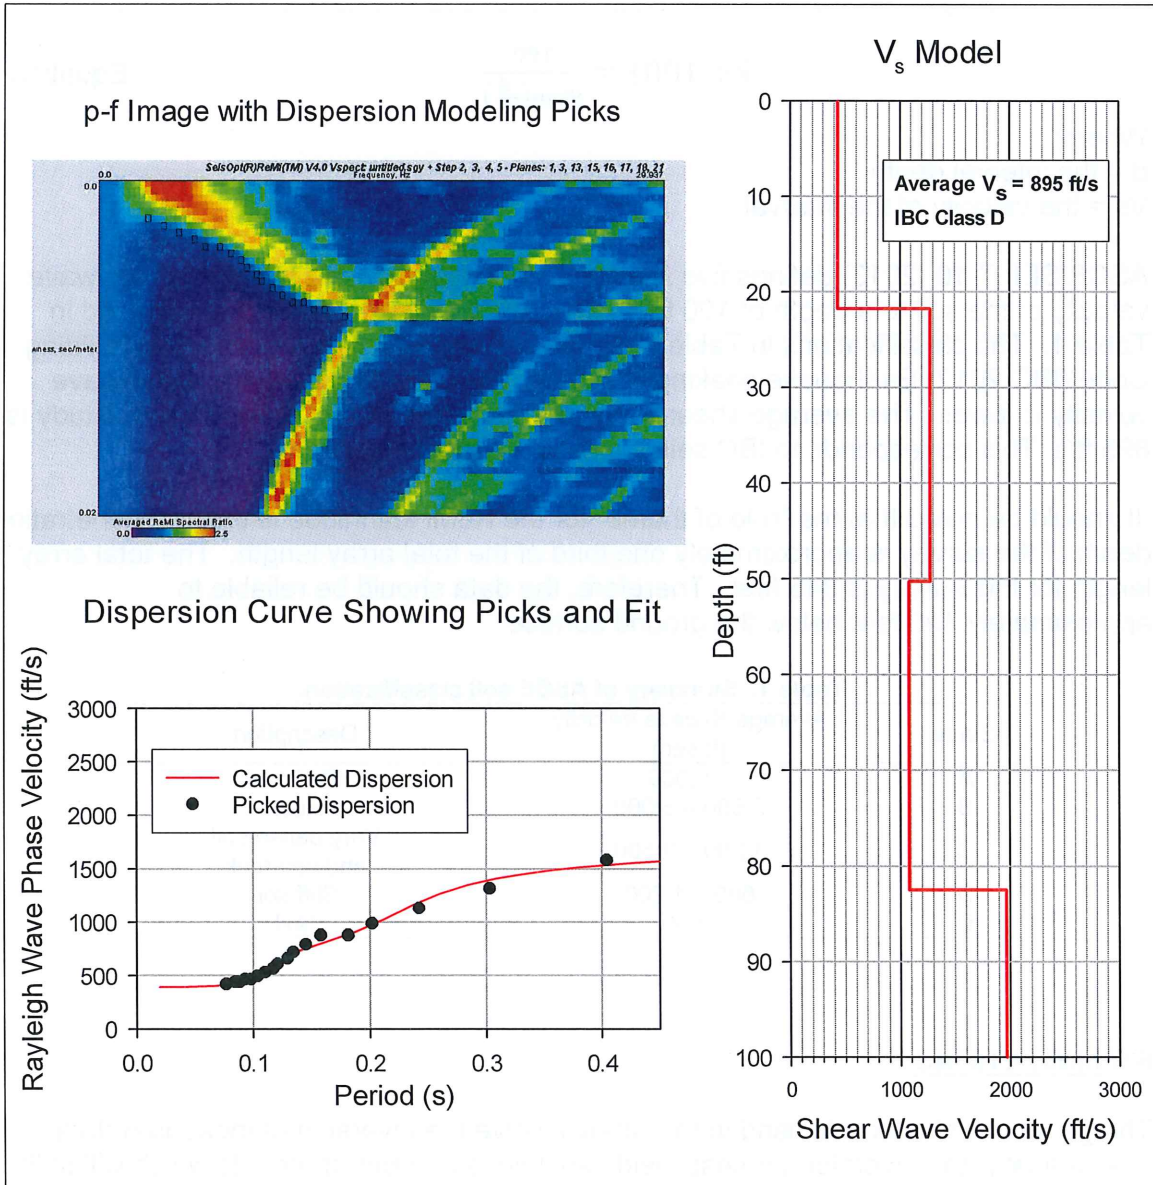 p-f Image with Dispersion Modeling Picks
SeisOpt(R)ReMi(TM) V4.0 Vspect: untitled.sgy + Step 2, 3, 4, 5 - Planes: 1, 3, 13, 15, 16, 17, 18, 21
0.0
Frequency, Hz
29.937
0.0
wness, sec/meter
0.02
Averaged ReMi Spectral Ratio
0.0
2.5
Dispersion Curve Showing Picks and Fit
Rayleigh Wave Phase Velocity (ft/s)
3000
2500
2000
1500
1000
500
0
Calculated Dispersion
Picked Dispersion
0.0 0.1 0.2 0.3 0.4
Period (s)
Vs Model
Average Vs = 895 ft/s
IBC Class D
Depth (ft)
0
10
20
30
40
50
60
70
80
90
100
0 1000 2000 3000
Shear Wave Velocity (ft/s)